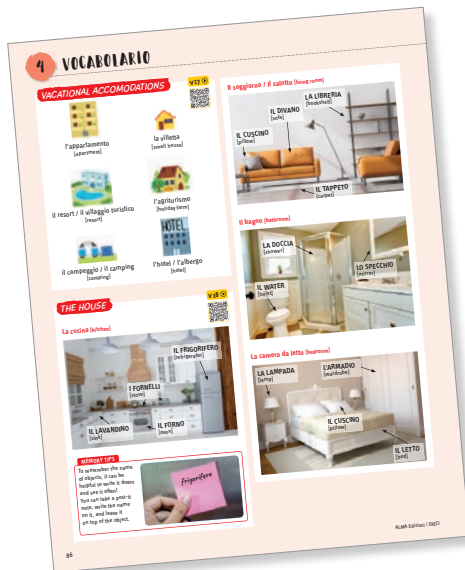 4 VOCABOLARIO
VACATIONAL ACCOMODATIONS
V27
l'appartamento
[apartment]
la villetta
[small house]
il resort / il villaggio turistico
[resort]
l'agriturismo
[holiday farm]
il campeggio / il camping
[camping]
HOTEL
l'hotel / l'albergo
[hotel]
THE HOUSE
V28
La cucina [kitchen]
IL FRIGORIFERO
[refrigerator]
I FORNELLI
[stove]
IL LAVANDINO
[sink]
IL FORNO
[oven]
MEMORY TIPS
To remember the name
of objects, it can be
helpful to write it down
and see it often!
You can take a post-it
note, write the name
on it, and leave it
on top of the object.
frigorifero
Il soggiorno / Il salotto [living room]
LA LIBRERIA
[bookshelf]
IL DIVANO
[sofa]
IL CUSCINO
[pillow]
IL TAPPETO
[carpet]
Il bagno [bathroom]
LA DOCCIA
[shower]
LO SPECCHIO
[mirror]
IL WATER
[toilet]
La camera da letto [bedroom]
LA LAMPADA
[lamp]
L'ARMADIO
[wardrobe]
IL CUSCINO
[pillow]
IL LETTO
[bed]
86
ALMA Edizioni | DIECI